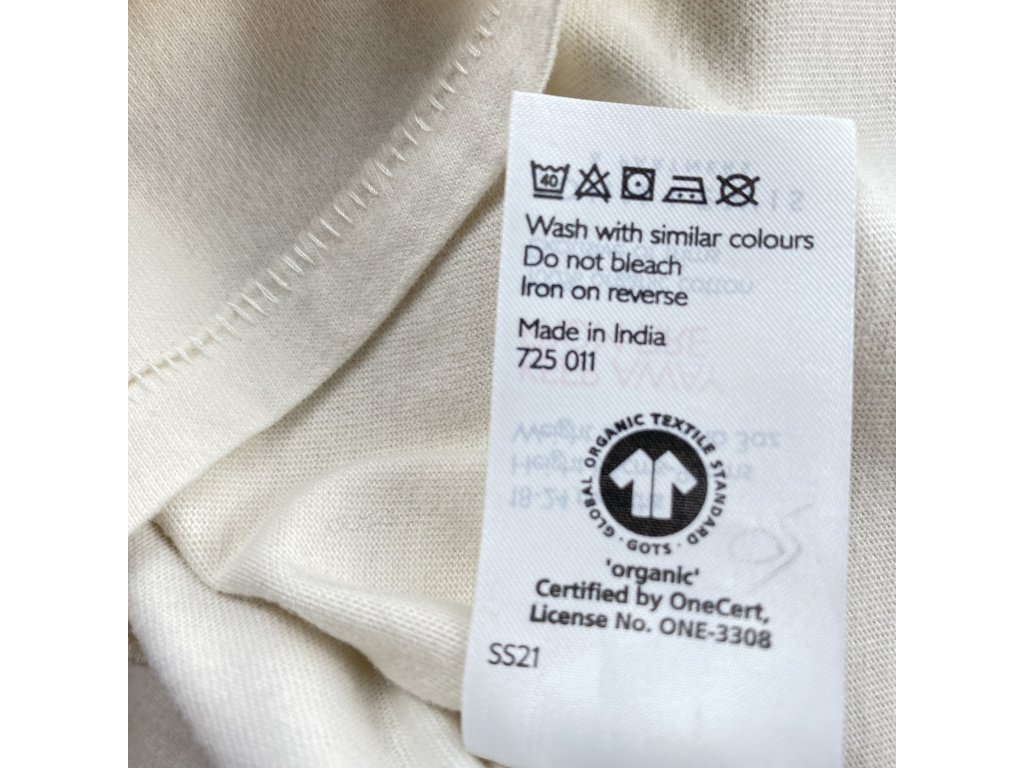 40
Wash with similar colours
Do not bleach
Iron on reverse
Made in India
725 011
GLOBAL ORGANIC TEXTILE STANDARD · GOTS ·
'organic'
Certified by OneCert,
License No. ONE-3308
SS21